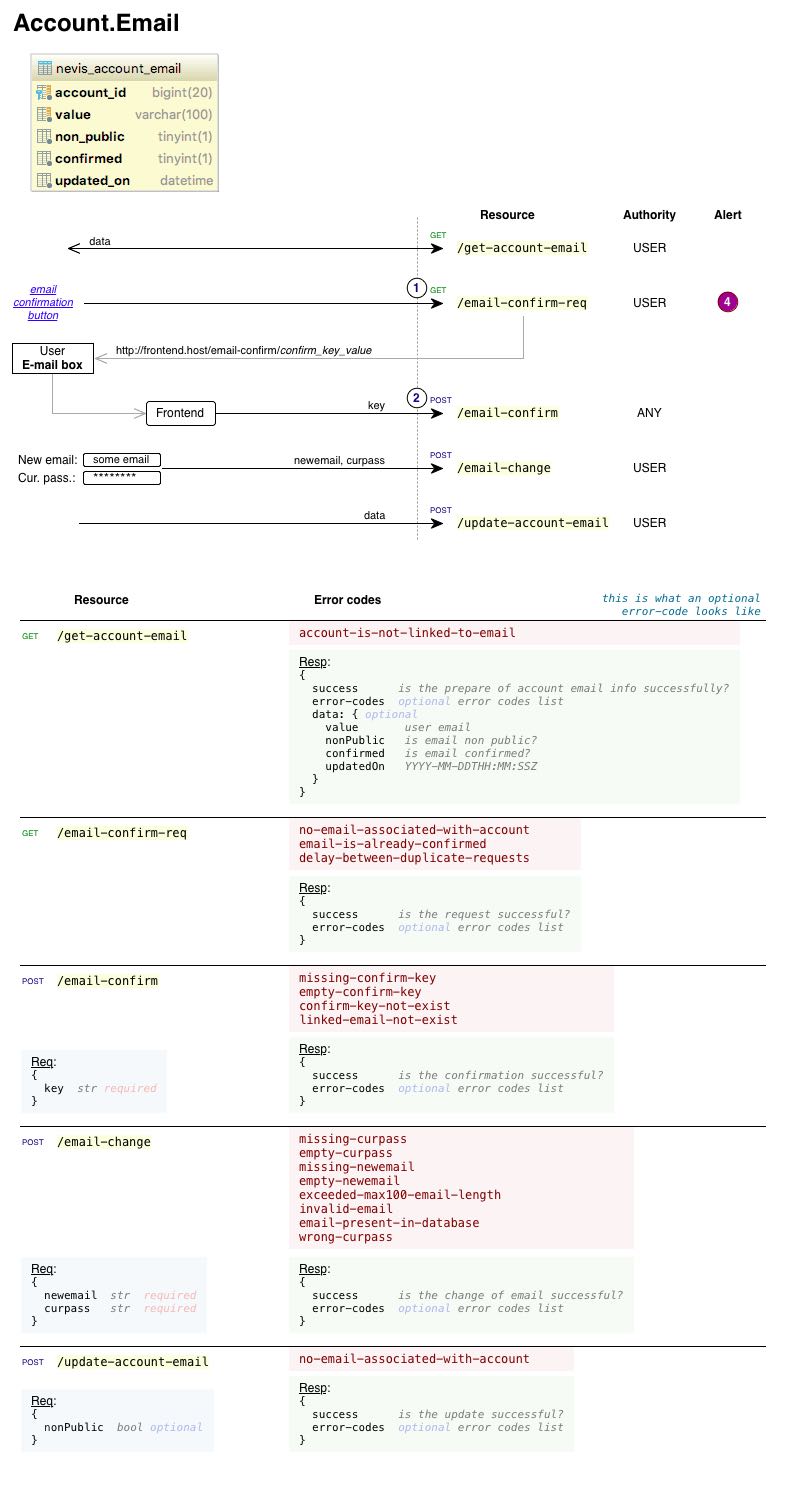 Account.Email
nevis_account_email
account_id bigint(20)
value varchar(100)
non_public tinyint(1)
confirmed tinyint(1)
updated_on datetime
Resource Authority Alert
data GET /get-account-email USER
email confirmation button 1 GET /email-confirm-req USER 4
User
E-mail box
http://frontend.host/email-confirm/confirm_key_value
Frontend key 2 POST /email-confirm ANY
New email: some email
Cur. pass.: ********
newemail, curpass POST /email-change USER
data POST /update-account-email USER
Resource Error codes
this is what an optional
error-code looks like
GET /get-account-email
account-is-not-linked-to-email
Resp:
{
success is the prepare of account email info successfully?
error-codes optional error codes list
data: { optional
value user email
nonPublic is email non public?
confirmed is email confirmed?
updatedOn YYYY-MM-DDTHH:MM:SSZ
}
}
GET /email-confirm-req
no-email-associated-with-account
email-is-already-confirmed
delay-between-duplicate-requests
Resp:
{
success is the request successful?
error-codes optional error codes list
}
POST /email-confirm
missing-confirm-key
empty-confirm-key
confirm-key-not-exist
linked-email-not-exist
Req:
{
key str required
}
Resp:
{
success is the confirmation successful?
error-codes optional error codes list
}
POST /email-change
missing-curpass
empty-curpass
missing-newemail
empty-newemail
exceeded-max100-email-length
invalid-email
email-present-in-database
wrong-curpass
Req:
{
newemail str required
curpass str required
}
Resp:
{
success is the change of email successful?
error-codes optional error codes list
}
POST /update-account-email
no-email-associated-with-account
Req:
{
nonPublic bool optional
}
Resp:
{
success is the update successful?
error-codes optional error codes list
}